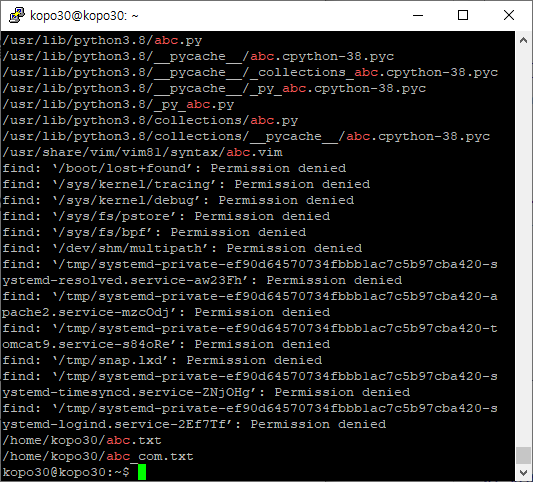 kopo30@kopo30: ~
/usr/lib/python3.8/abc.py
/usr/lib/python3.8/__pycache__/abc.cpython-38.pyc
/usr/lib/python3.8/__pycache__/_collections_abc.cpython-38.pyc
/usr/lib/python3.8/__pycache__/_py_abc.cpython-38.pyc
/usr/lib/python3.8/_py_abc.py
/usr/lib/python3.8/collections/abc.py
/usr/lib/python3.8/collections/__pycache__/abc.cpython-38.pyc
/usr/share/vim/vim81/syntax/abc.vim
find: ‘/boot/lost+found’: Permission denied
find: ‘/sys/kernel/tracing’: Permission denied
find: ‘/sys/kernel/debug’: Permission denied
find: ‘/sys/fs/pstore’: Permission denied
find: ‘/sys/fs/bpf’: Permission denied
find: ‘/dev/shm/multipath’: Permission denied
find: ‘/tmp/systemd-private-ef90d64570734fbbb1ac7c5b97cba420-s
ystemd-resolved.service-aw23Fh’: Permission denied
find: ‘/tmp/systemd-private-ef90d64570734fbbb1ac7c5b97cba420-a
pache2.service-mzcOdj’: Permission denied
find: ‘/tmp/systemd-private-ef90d64570734fbbb1ac7c5b97cba420-t
omcat9.service-s84oRe’: Permission denied
find: ‘/tmp/snap.lxd’: Permission denied
find: ‘/tmp/systemd-private-ef90d64570734fbbb1ac7c5b97cba420-s
ystemd-timesyncd.service-ZNjOHg’: Permission denied
find: ‘/tmp/systemd-private-ef90d64570734fbbb1ac7c5b97cba420-s
ystemd-logind.service-2Ef7Tf’: Permission denied
/home/kopo30/abc.txt
/home/kopo30/abc_com.txt
kopo30@kopo30:~$